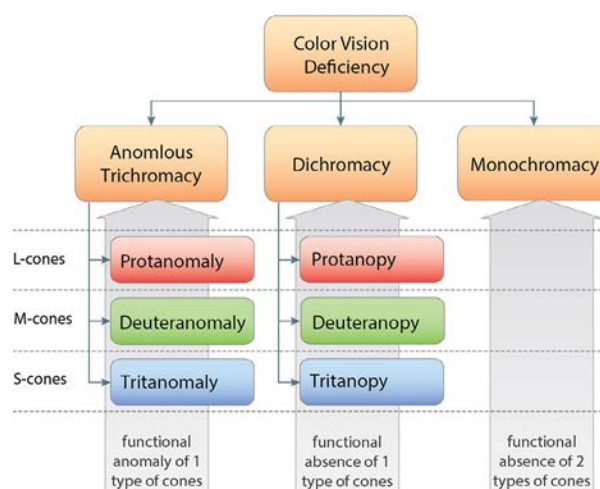 Color Vision
Deficiency
Anomlous
Trichromacy
Dichromacy
Monochromacy
L-cones
Protanomaly
Protanopy
M-cones
Deuteranomaly
Deuteranopy
S-cones
Tritanomaly
Tritanopy
functional
anomaly of 1
type of cones
functional
absence of 1
type of cones
functional
absence of 2
types of cones